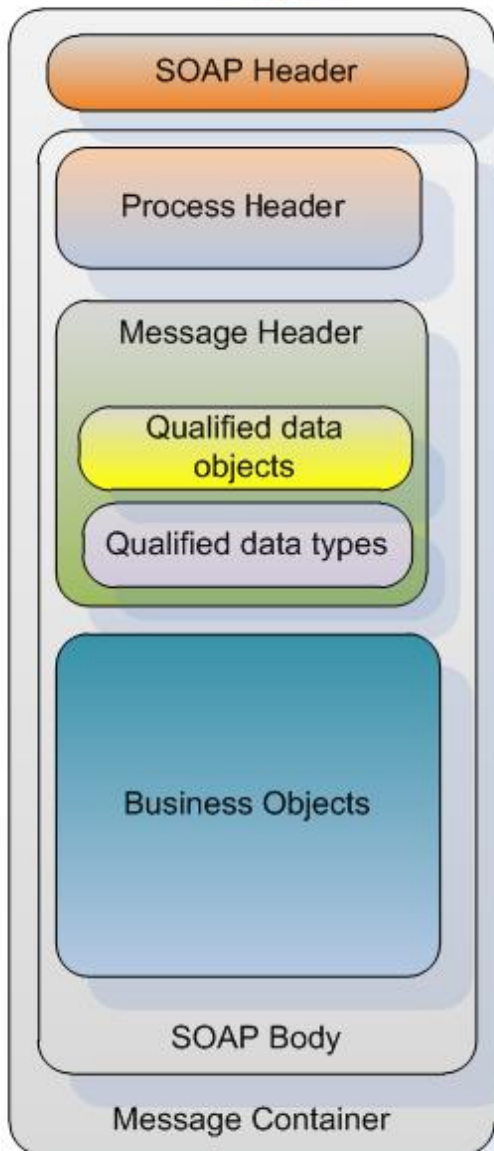 SOAP Header
Process Header
Message Header
Qualified data
objects
Qualified data types
Business Objects
SOAP Body
Message Container